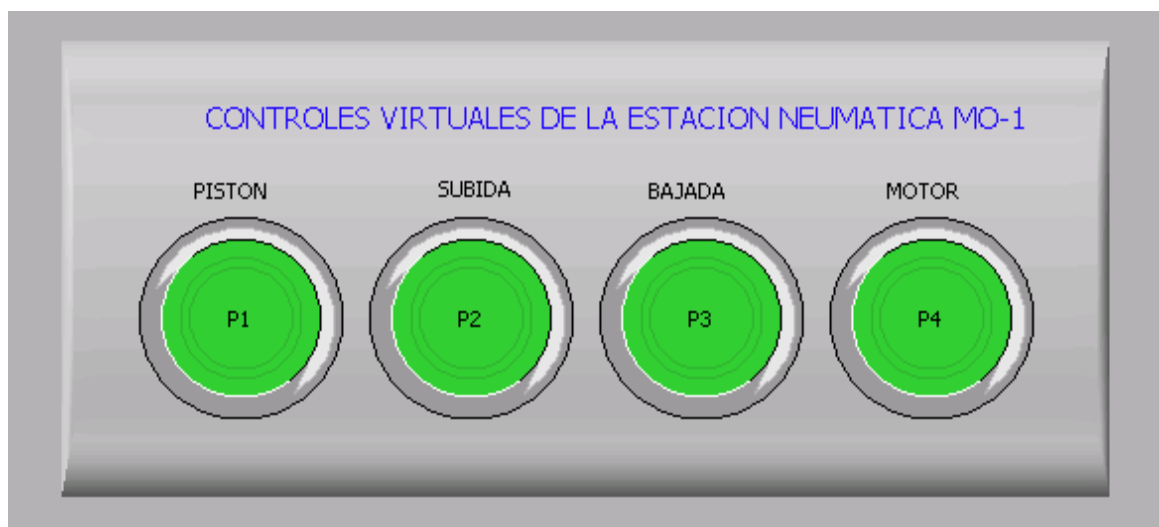 CONTROLES VIRTUALES DE LA ESTACION NEUMATICA MO-1
PISTON SUBIDA BAJADA MOTOR
P1 P2 P3 P4